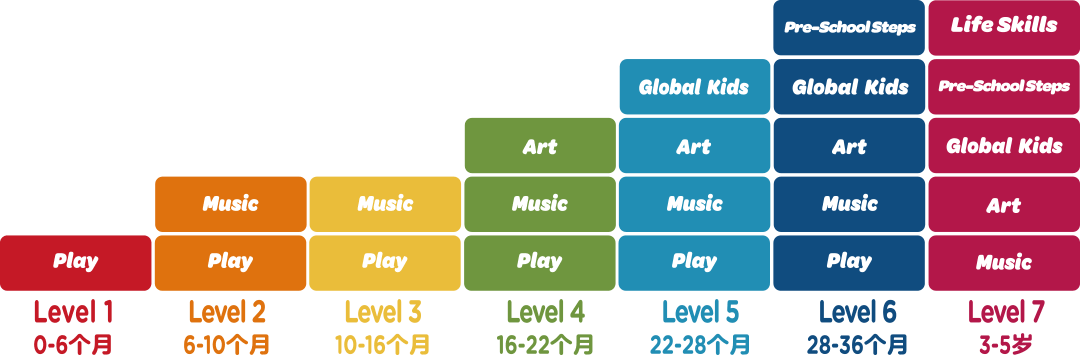 Pre-School Steps Life Skills
Global Kids Global Kids Pre-School Steps
Art Art Art Global Kids
Music Music Music Music Music Art
Play Play Play Play Play Play Music
Level 1 Level 2 Level 3 Level 4 Level 5 Level 6 Level 7
0-6个月 6-10个月 10-16个月 16-22个月 22-28个月 28-36个月 3-5岁